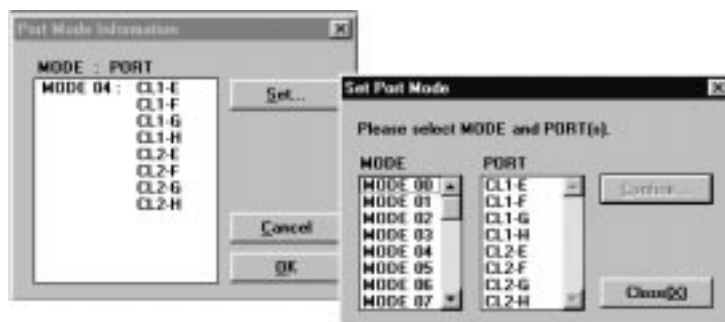 Port Mode Information
MODE : PORT
MODE 04 : CL1-E
CL1-F
CL1-G
CL1-H
CL2-E
CL2-F
CL2-G
CL2-H
Set...
Cancel
OK
Set Port Mode
Please select MODE and PORT(s).
MODE
MODE 00
MODE 01
MODE 02
MODE 03
MODE 04
MODE 05
MODE 06
MODE 07
PORT
CL1-E
CL1-F
CL1-G
CL1-H
CL2-E
CL2-F
CL2-G
CL2-H
Confirm...
Close(X)